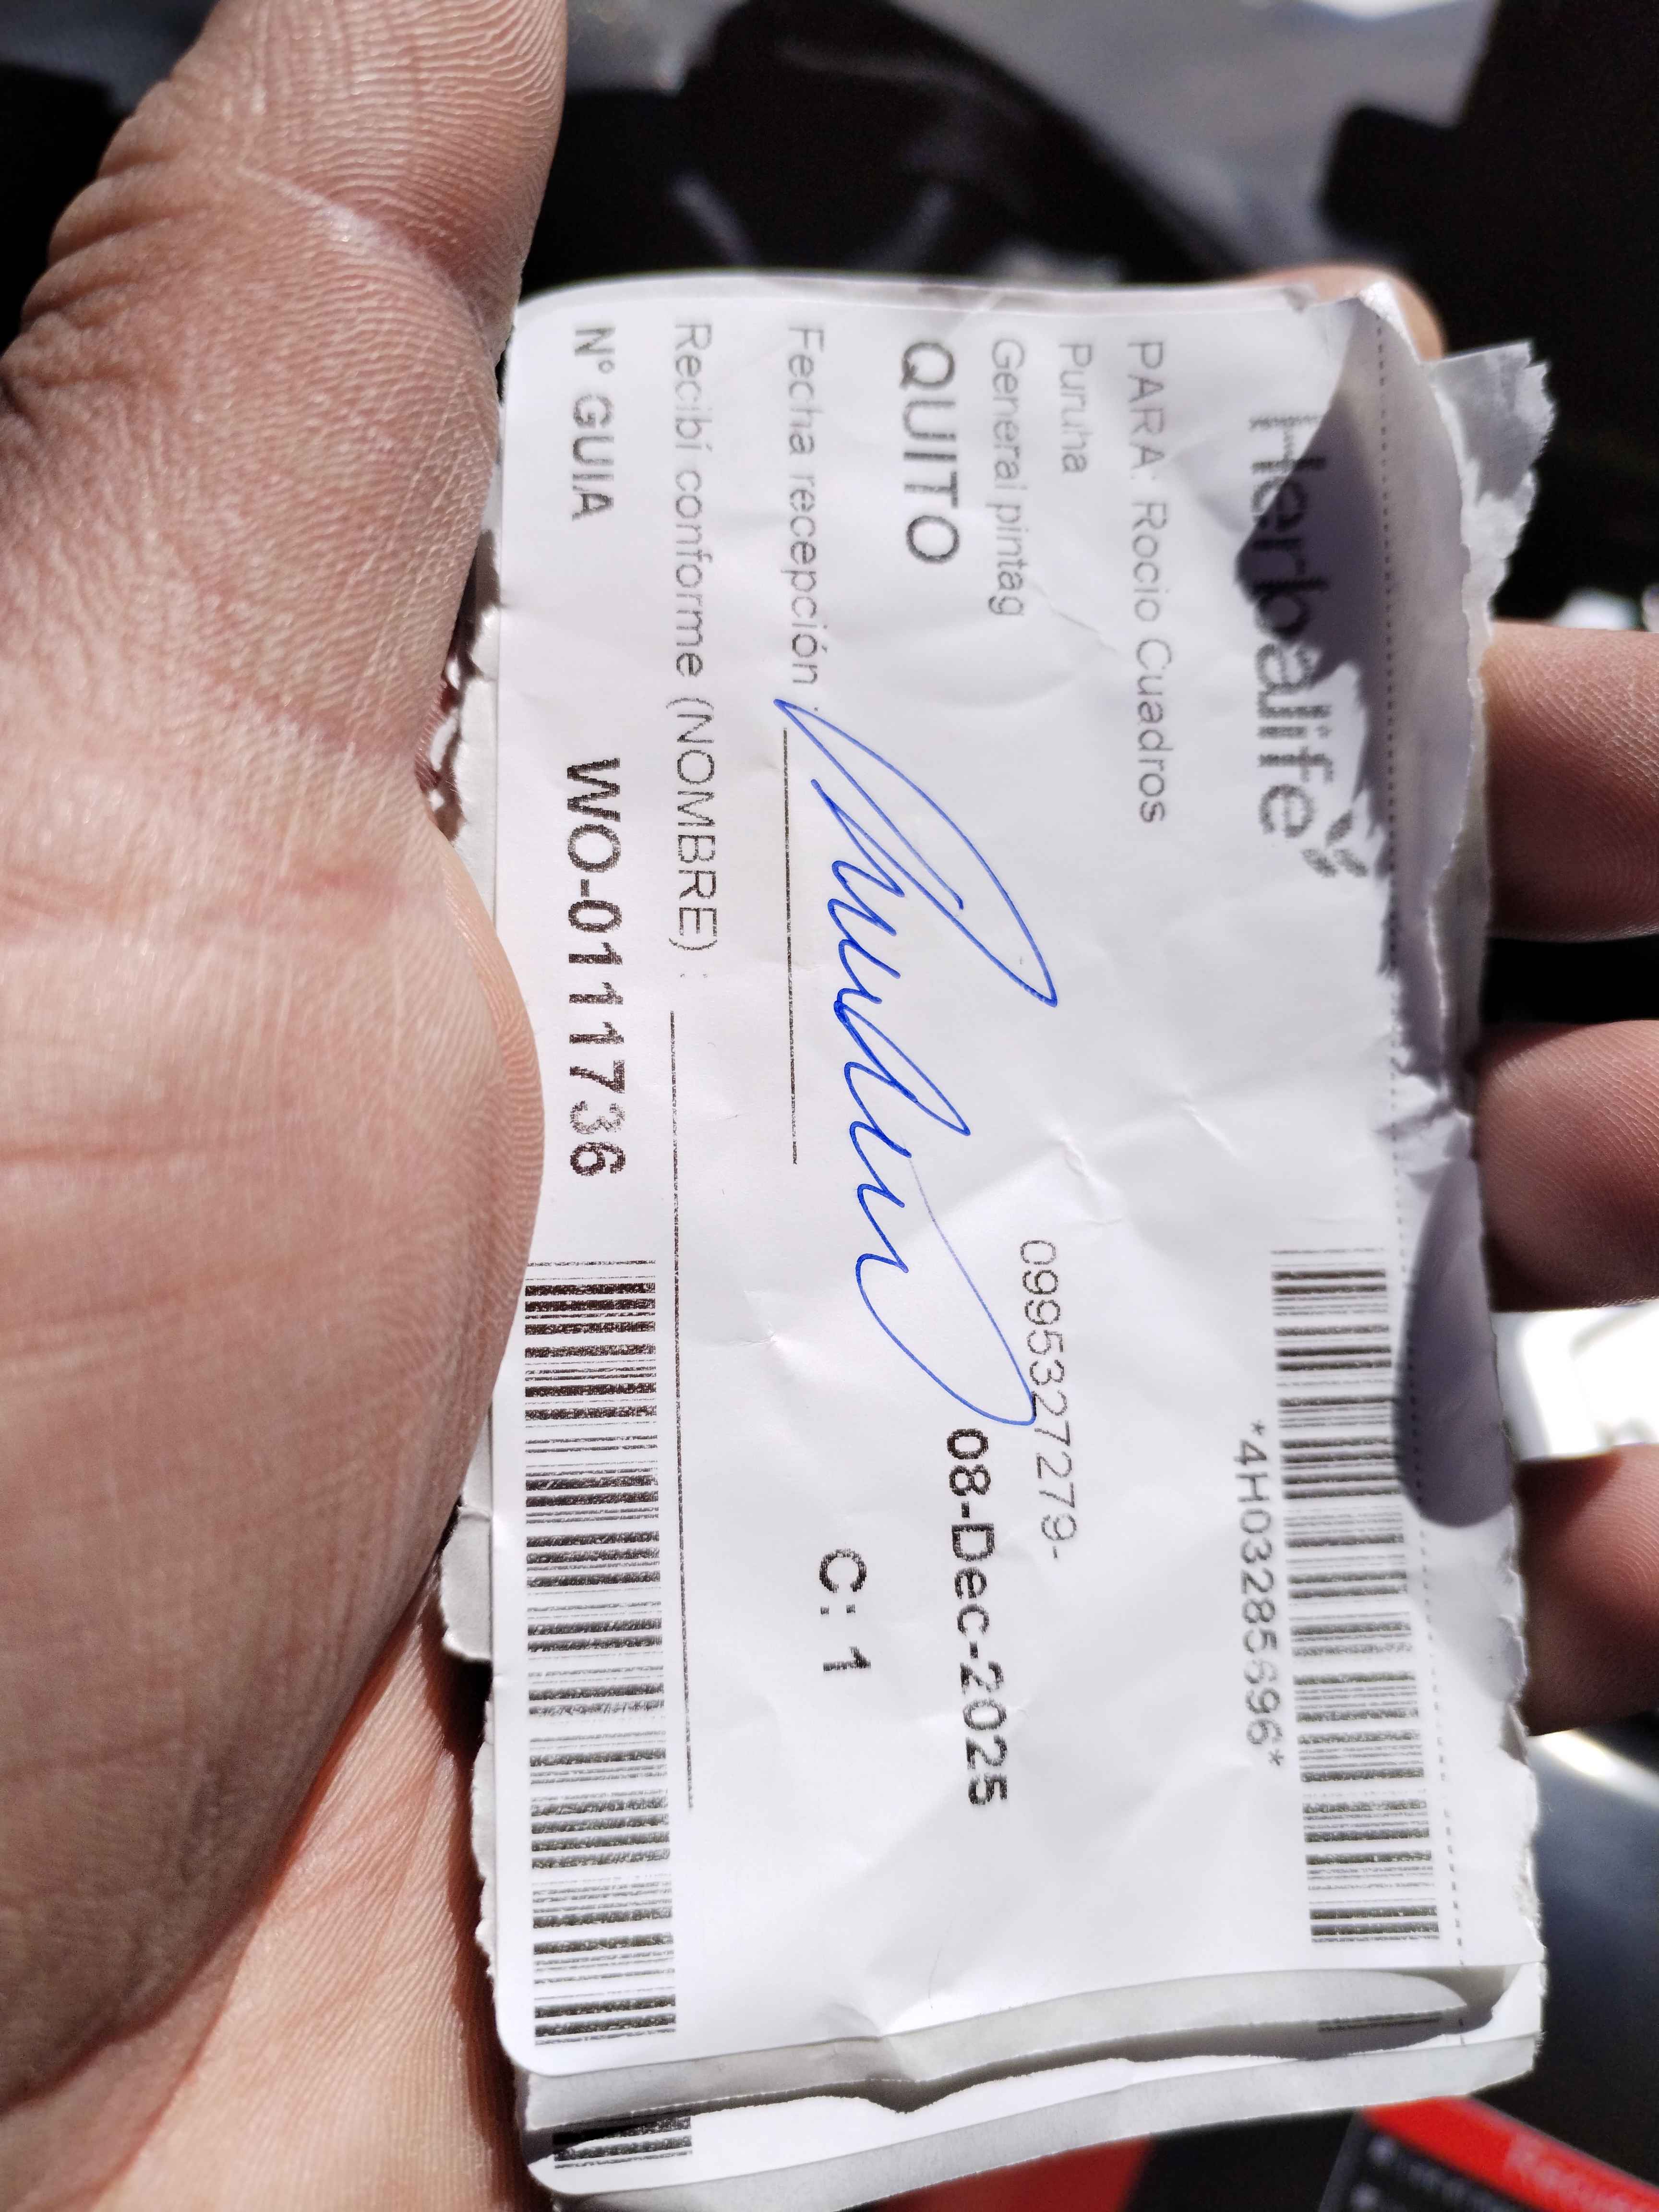 Herbalife
*4H03285696*
PARA: Rocio Cuadros
Puruha
General pintag
0995327279-
QUITO
08-Dec-2025
Fecha recepción :
C: 1
Recibí conforme (NOMBRE) :
N° GUIA WO-0111736